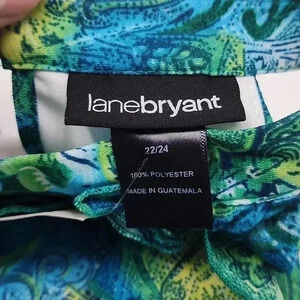 lanebryant
22/24
100% POLYESTER
MADE IN GUATEMALA